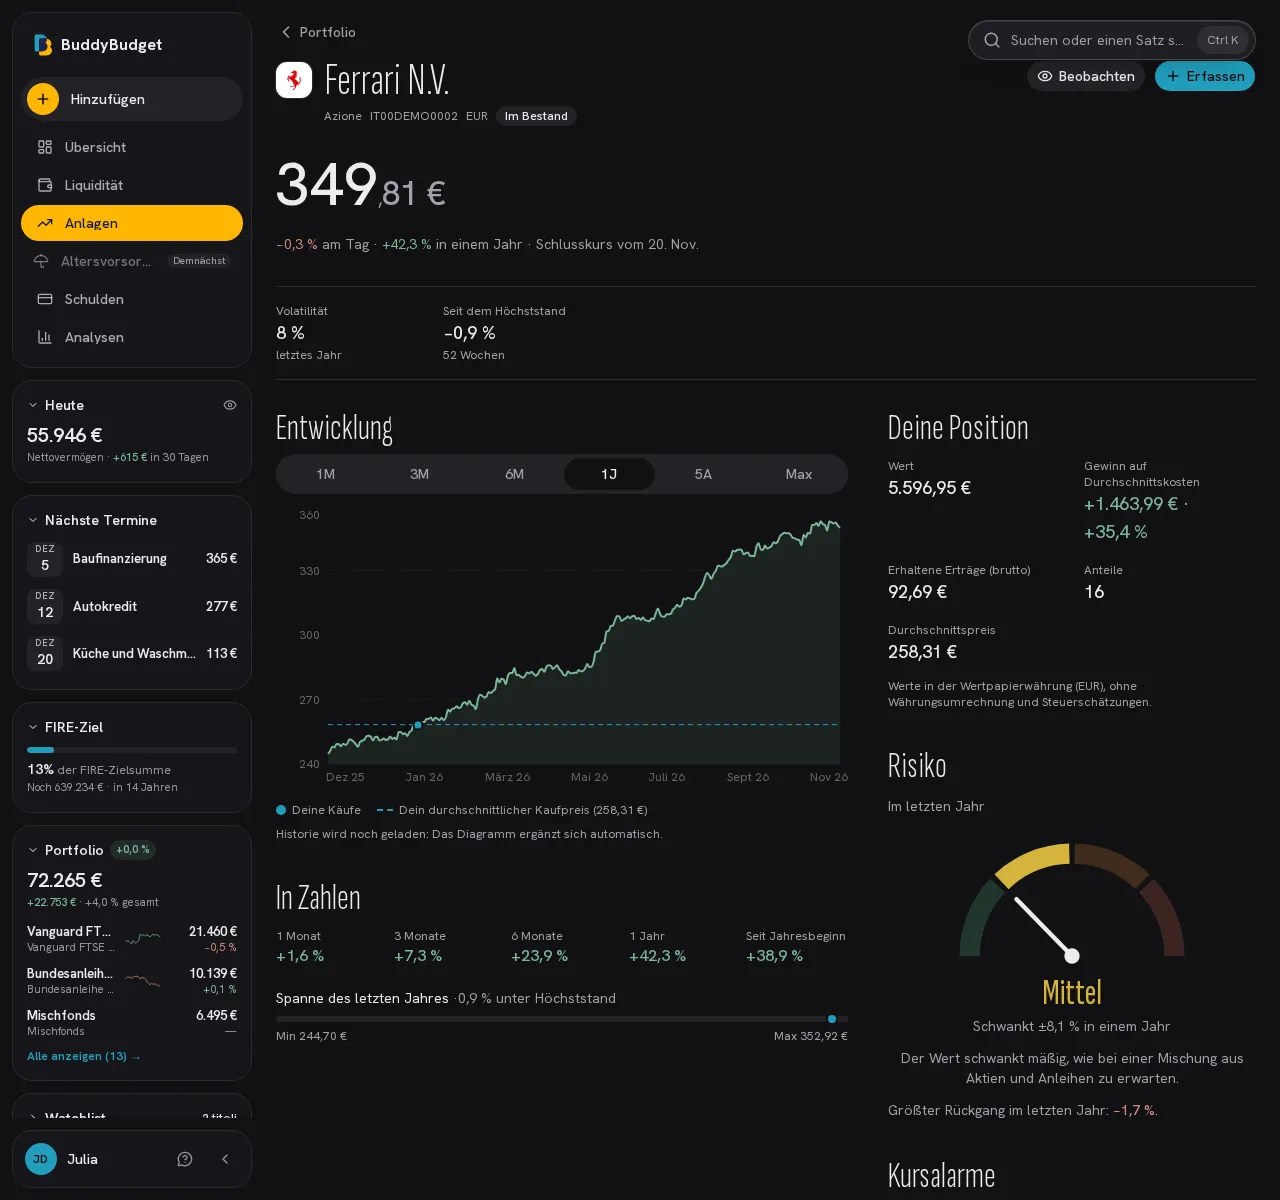 BuddyBudget
Hinzufügen
Übersicht
Liquidität
Anlagen
Altersvorsor... Demnächst
Schulden
Analysen
Heute
55.946 €
Nettovermögen · +615 € in 30 Tagen
Nächste Termine
DEZ
5
Baufinanzierung 365 €
DEZ
12
Autokredit 277 €
DEZ
20
Küche und Waschm... 113 €
FIRE-Ziel
13% der FIRE-Zielsumme
Noch 639.234 € · in 14 Jahren
Portfolio +0,0 %
72.265 €
+22.753 € · +4,0 % gesamt
Vanguard FT... 21.460 €
Vanguard FTSE ... −0,5 %
Bundesanleih... 10.139 €
Bundesanleihe ... +0,1 %
Mischfonds 6.495 €
Mischfonds —
Alle anzeigen (13) →
JD Julia
Portfolio
Suchen oder einen Satz s... Ctrl K
Ferrari N.V.
Beobachten
Erfassen
Azione IT00DEMO0002 EUR Im Bestand
349,81 €
−0,3 % am Tag · +42,3 % in einem Jahr · Schlusskurs vom 20. Nov.
Volatilität
8 %
letztes Jahr
Seit dem Höchststand
−0,9 %
52 Wochen
Entwicklung
1M 3M 6M 1J 5A Max
360
330
300
270
240
Dez 25 Jan 26 März 26 Mai 26 Juli 26 Sept 26 Nov 26
Deine Käufe Dein durchschnittlicher Kaufpreis (258,31 €)
Historie wird noch geladen: Das Diagramm ergänzt sich automatisch.
In Zahlen
1 Monat 3 Monate 6 Monate 1 Jahr Seit Jahresbeginn
+1,6 % +7,3 % +23,9 % +42,3 % +38,9 %
Spanne des letzten Jahres · 0,9 % unter Höchststand
Min 244,70 € Max 352,92 €
Deine Position
Wert
5.596,95 €
Gewinn auf
Durchschnittskosten
+1.463,99 € ·
+35,4 %
Erhaltene Erträge (brutto)
92,69 €
Anteile
16
Durchschnittspreis
258,31 €
Werte in der Wertpapierwährung (EUR), ohne
Währungsumrechnung und Steuerschätzungen.
Risiko
Im letzten Jahr
Mittel
Schwankt ±8,1 % in einem Jahr
Der Wert schwankt mäßig, wie bei einer Mischung aus
Aktien und Anleihen zu erwarten.
Größter Rückgang im letzten Jahr: −1,7 %.
Kursalarme